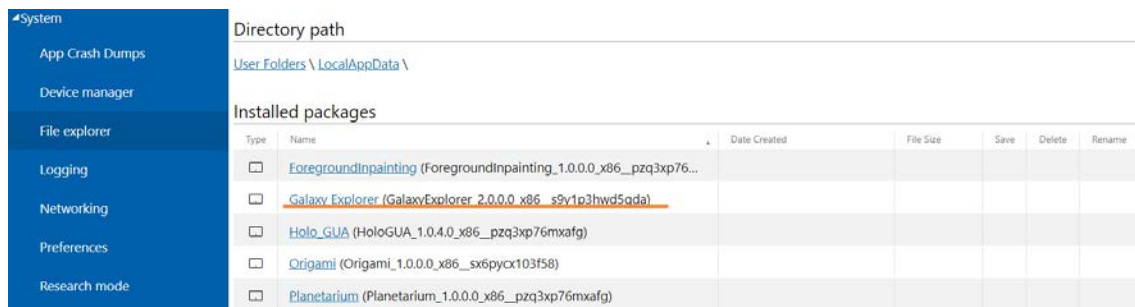 System
Directory path
App Crash Dumps
User Folders \ LocalAppData \
Device manager
Installed packages
File explorer
Type Name Date Created File Size Save Delete Rename
ForegroundInpainting (ForegroundInpainting_1.0.0.0_x86__pzq3xp76...
Logging
Galaxy Explorer (GalaxyExplorer_2.0.0.0_x86__s9y1p3hwd5qda)
Networking
Holo_GUA (HoloGUA_1.0.4.0_x86__pzq3xp76mxafg)
Preferences
Origami (Origami_1.0.0.0_x86__sx6pycx103f58)
Research mode
Planetarium (Planetarium_1.0.0.0_x86__pzq3xp76mxafg)